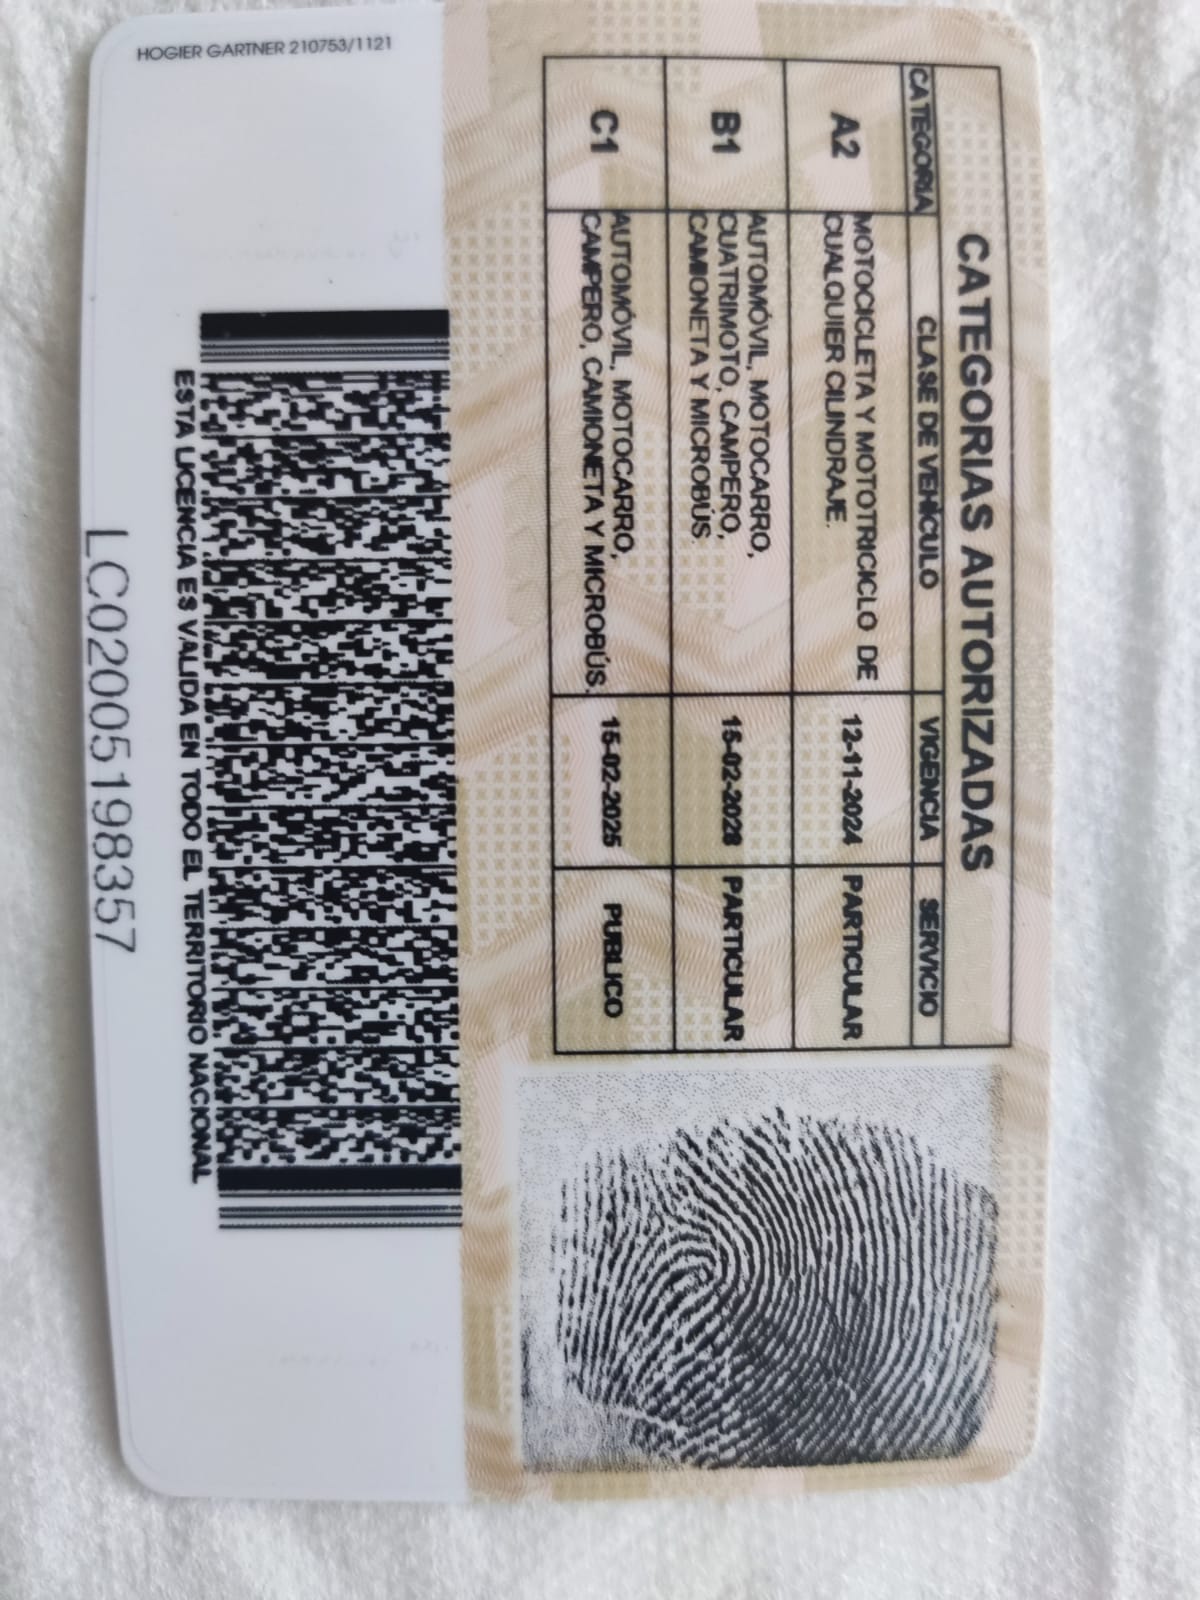 CATEGORIAS AUTORIZADAS
CATEGORIA CLASE DE VEHÍCULO VIGENCIA SERVICIO
A2 MOTOCICLETA Y MOTOTRICICLO DE CUALQUIER CILINDRAJE. 12-11-2024 PARTICULAR
B1 AUTOMÓVIL, MOTOCARRO, CUATRIMOTO, CAMPERO, CAMIONETA Y MICROBÚS. 15-02-2028 PARTICULAR
C1 AUTOMÓVIL, MOTOCARRO, CAMPERO, CAMIONETA Y MICROBÚS. 15-02-2025 PUBLICO
ESTA LICENCIA ES VALIDA EN TODO EL TERRITORIO NACIONAL
LC02005198357
HOGIER GARTNER 210753/1121